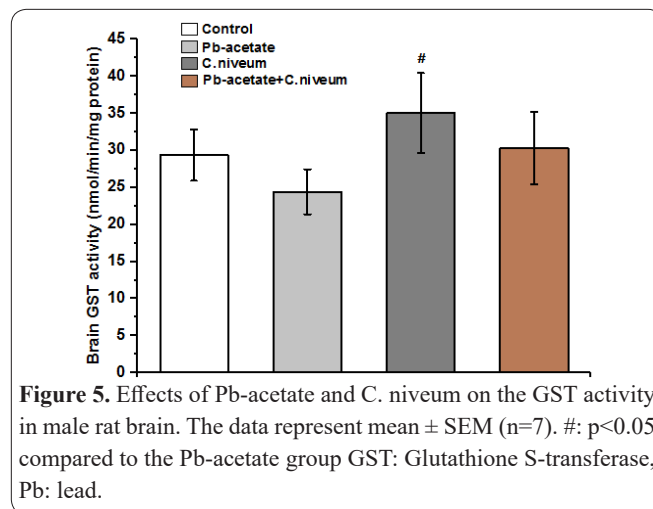 Control
Pb-acetate
C.niveum
Pb-acetate+C.niveum
#
Brain GST activity (nmol/min/mg protein)
45
40
35
30
25
20
15
10
5
0
Figure 5. Effects of Pb-acetate and C. niveum on the GST activity
in male rat brain. The data represent mean ± SEM (n=7). #: p<0.05
compared to the Pb-acetate group GST: Glutathione S-transferase,
Pb: lead.